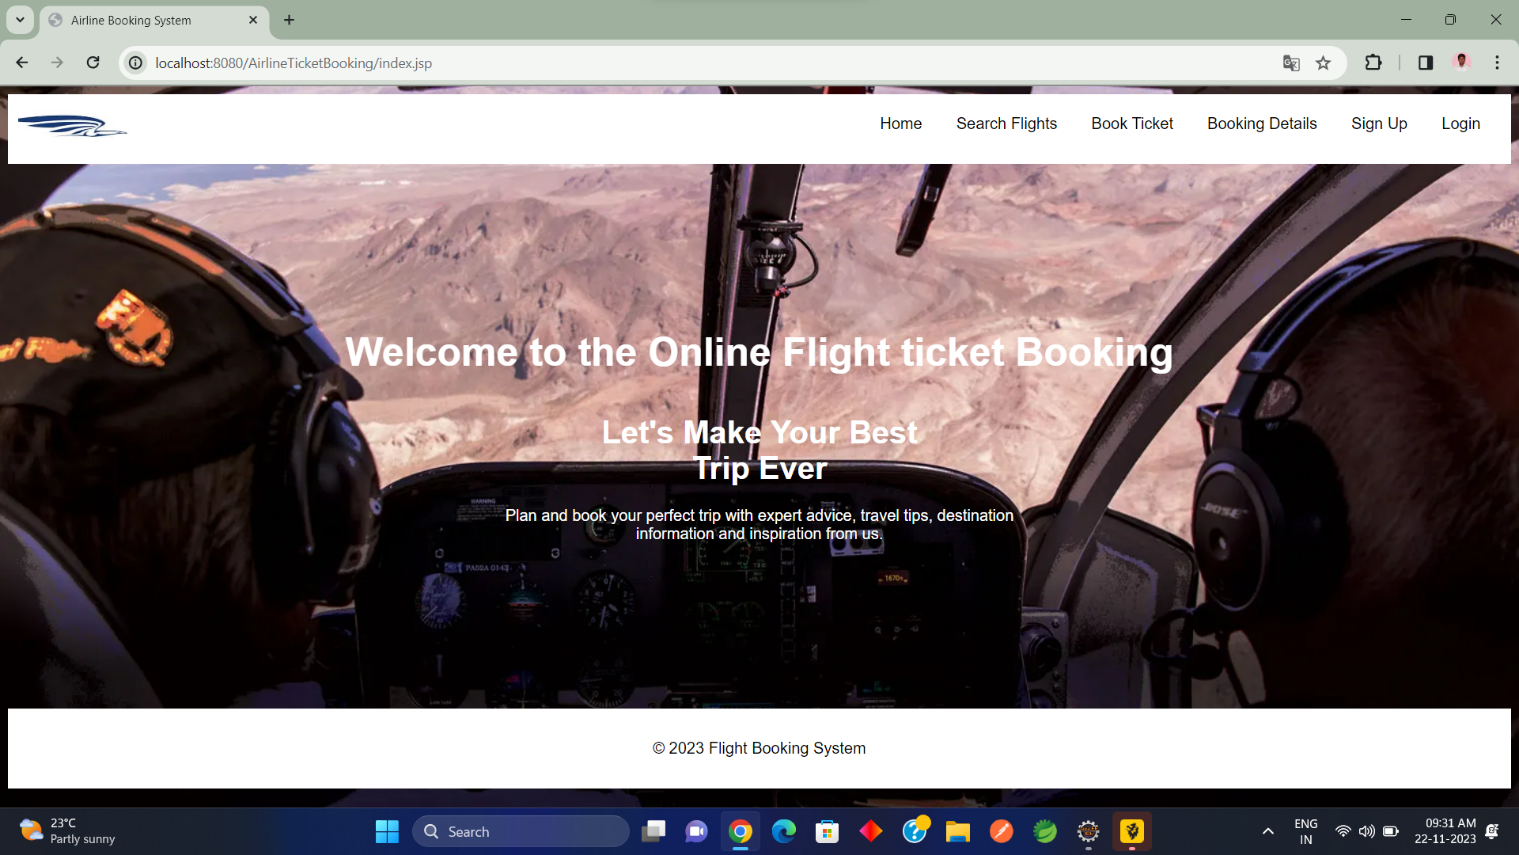 Airline Booking System
localhost:8080/AirlineTicketBooking/index.jsp
Home Search Flights Book Ticket Booking Details Sign Up Login
Welcome to the Online Flight ticket Booking
Let's Make Your Best
Trip Ever
Plan and book your perfect trip with expert advice, travel tips, destination
information and inspiration from us.
WARNING
BOSE
© 2023 Flight Booking System
23°C
Partly sunny
Search
ENG
IN
09:31 AM
22-11-2023